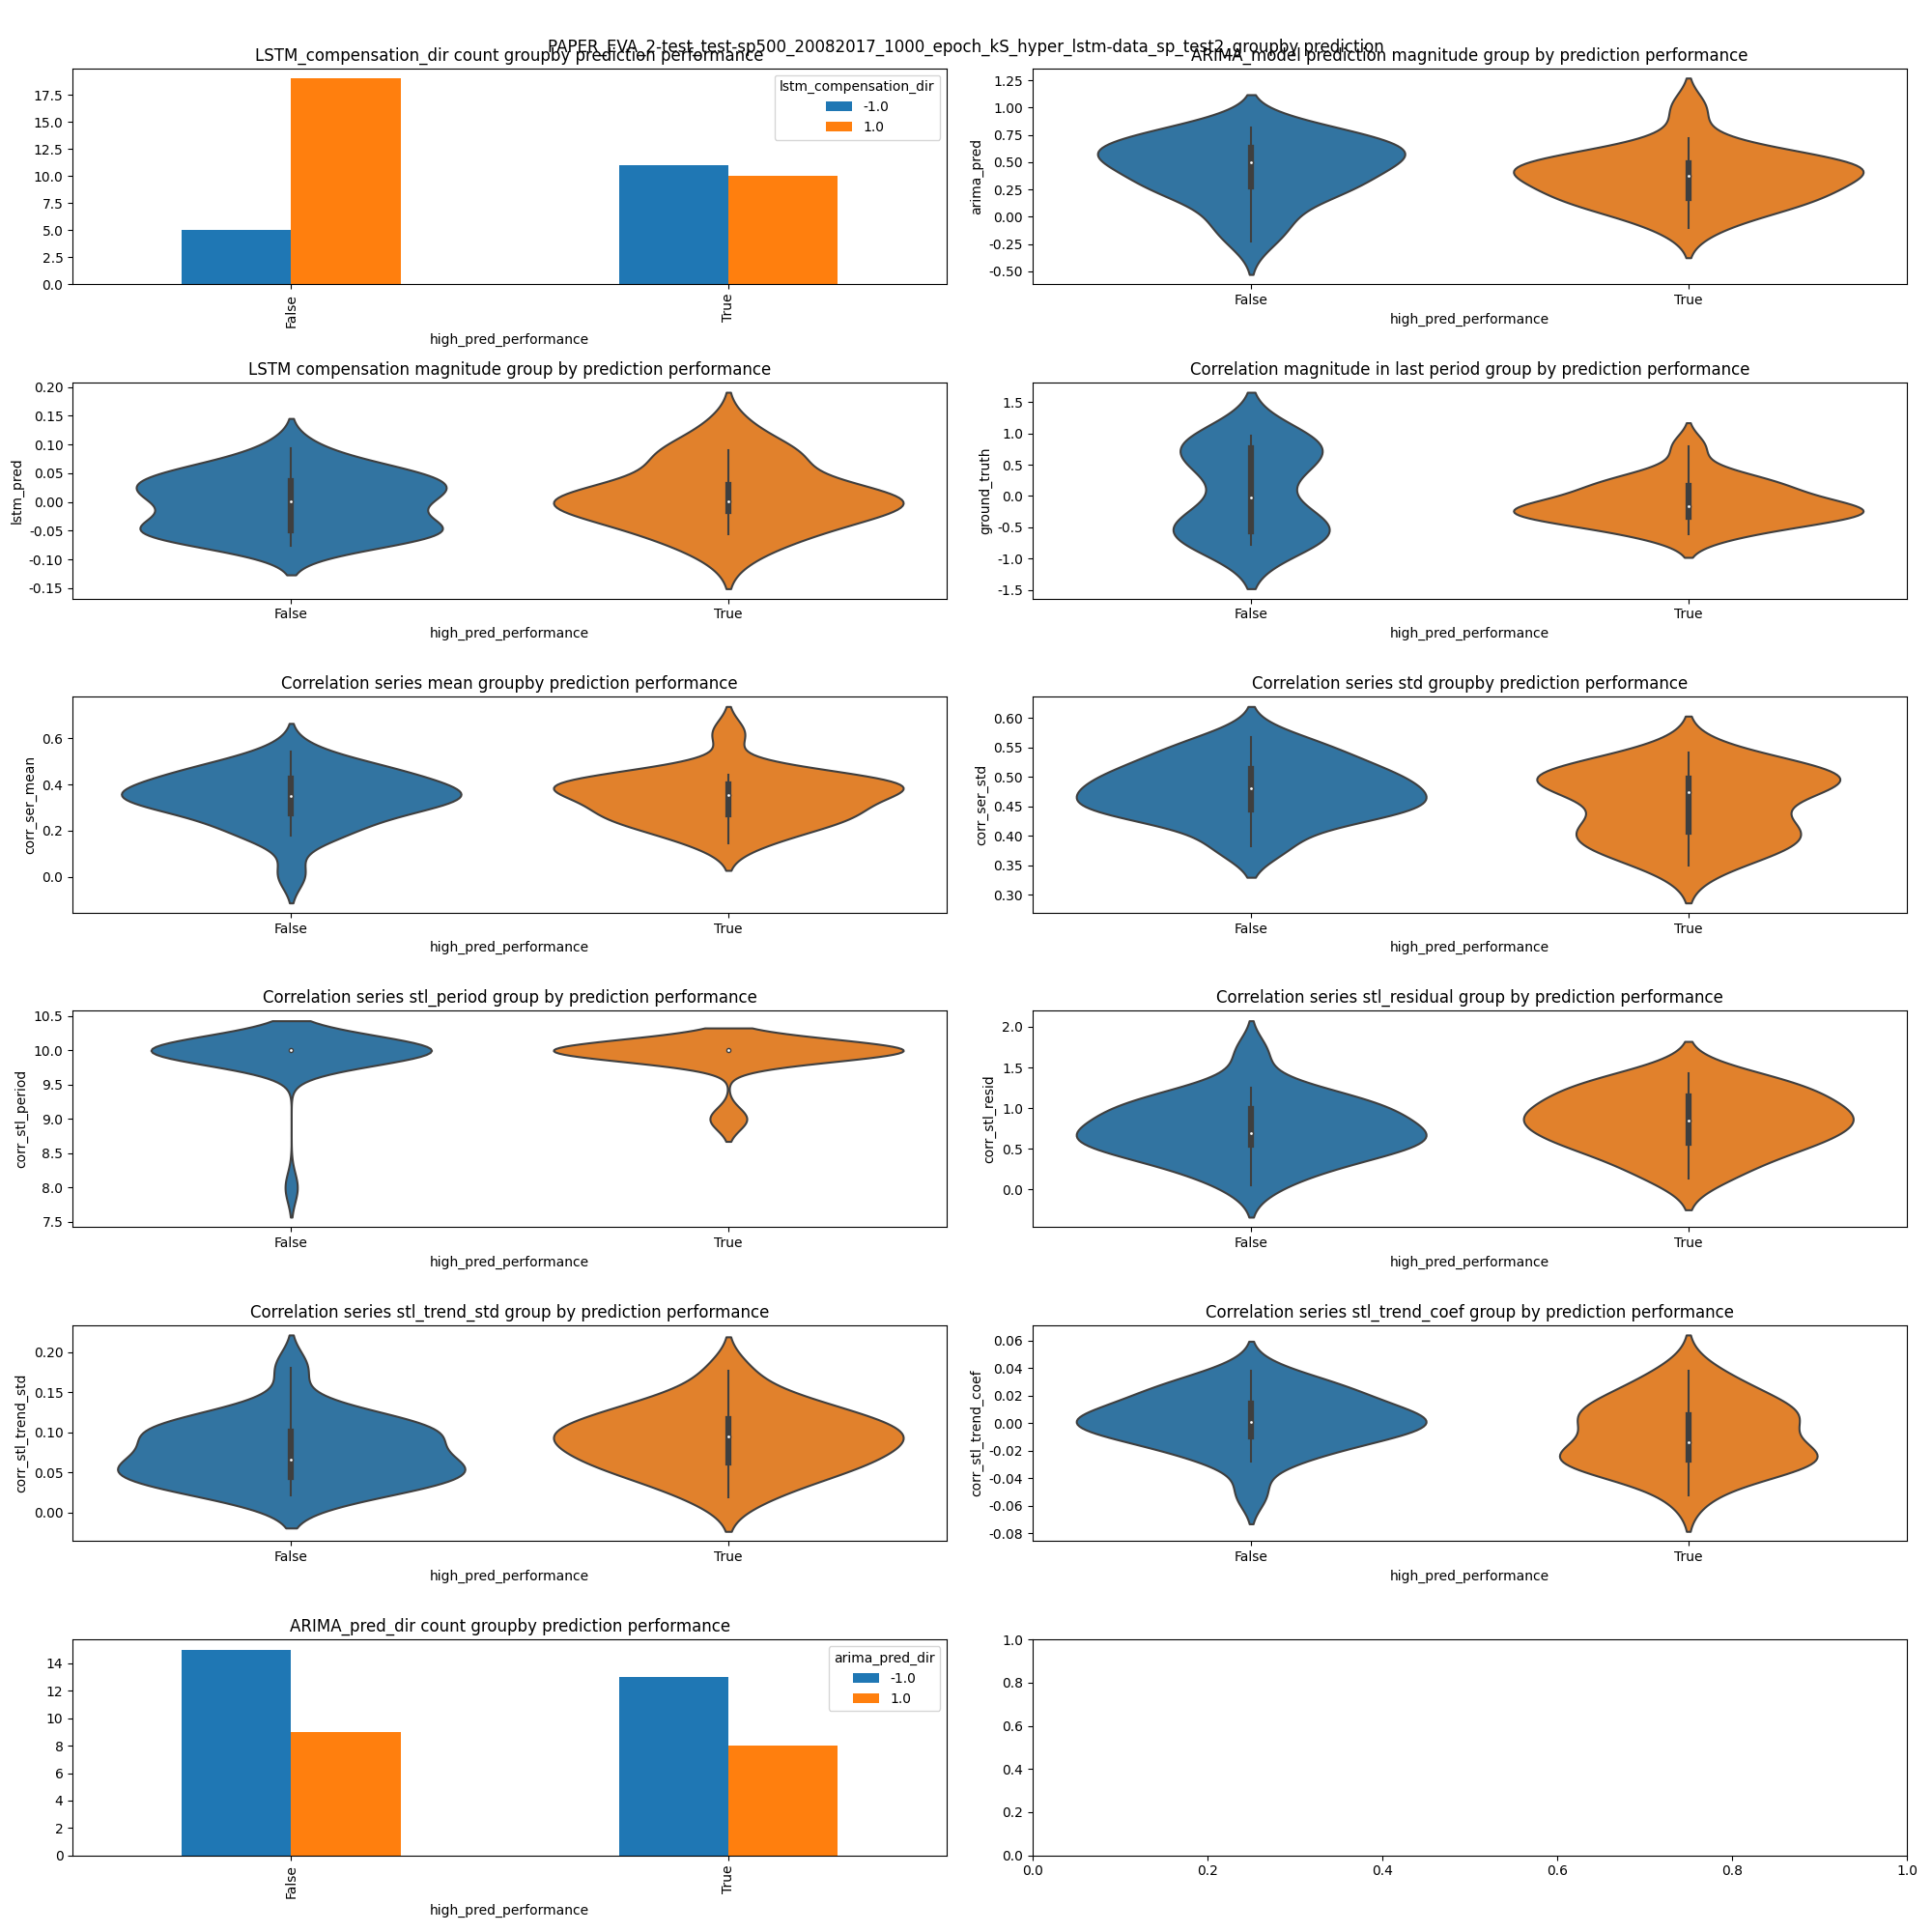 PAPER_EVA_2-test_test-sp500_20082017_1000_epoch_kS_hyper_lstm-data_sp_test2_groupby prediction
LSTM_compensation_dir count groupby prediction performance
17.5
15.0
12.5
10.0
7.5
5.0
2.5
0.0
lstm_compensation_dir
-1.0
1.0
False
True
high_pred_performance
ARIMA_model prediction magnitude group by prediction performance
arima_pred
1.25
1.00
0.75
0.50
0.25
0.00
-0.25
-0.50
False
True
high_pred_performance
LSTM compensation magnitude group by prediction performance
lstm_pred
0.20
0.15
0.10
0.05
0.00
-0.05
-0.10
-0.15
False
True
high_pred_performance
Correlation magnitude in last period group by prediction performance
ground_truth
1.5
1.0
0.5
0.0
-0.5
-1.0
-1.5
False
True
high_pred_performance
Correlation series mean groupby prediction performance
corr_ser_mean
0.6
0.4
0.2
0.0
False
True
high_pred_performance
Correlation series std groupby prediction performance
corr_ser_std
0.60
0.55
0.50
0.45
0.40
0.35
0.30
False
True
high_pred_performance
Correlation series stl_period group by prediction performance
corr_stl_period
10.5
10.0
9.5
9.0
8.5
8.0
7.5
False
True
high_pred_performance
Correlation series stl_residual group by prediction performance
corr_stl_resid
2.0
1.5
1.0
0.5
0.0
False
True
high_pred_performance
Correlation series stl_trend_std group by prediction performance
corr_stl_trend_std
0.20
0.15
0.10
0.05
0.00
False
True
high_pred_performance
Correlation series stl_trend_coef group by prediction performance
corr_stl_trend_coef
0.06
0.04
0.02
0.00
-0.02
-0.04
-0.06
-0.08
False
True
high_pred_performance
ARIMA_pred_dir count groupby prediction performance
14
12
10
8
6
4
2
0
arima_pred_dir
-1.0
1.0
False
True
high_pred_performance
1.0
0.8
0.6
0.4
0.2
0.0
0.0
0.2
0.4
0.6
0.8
1.0